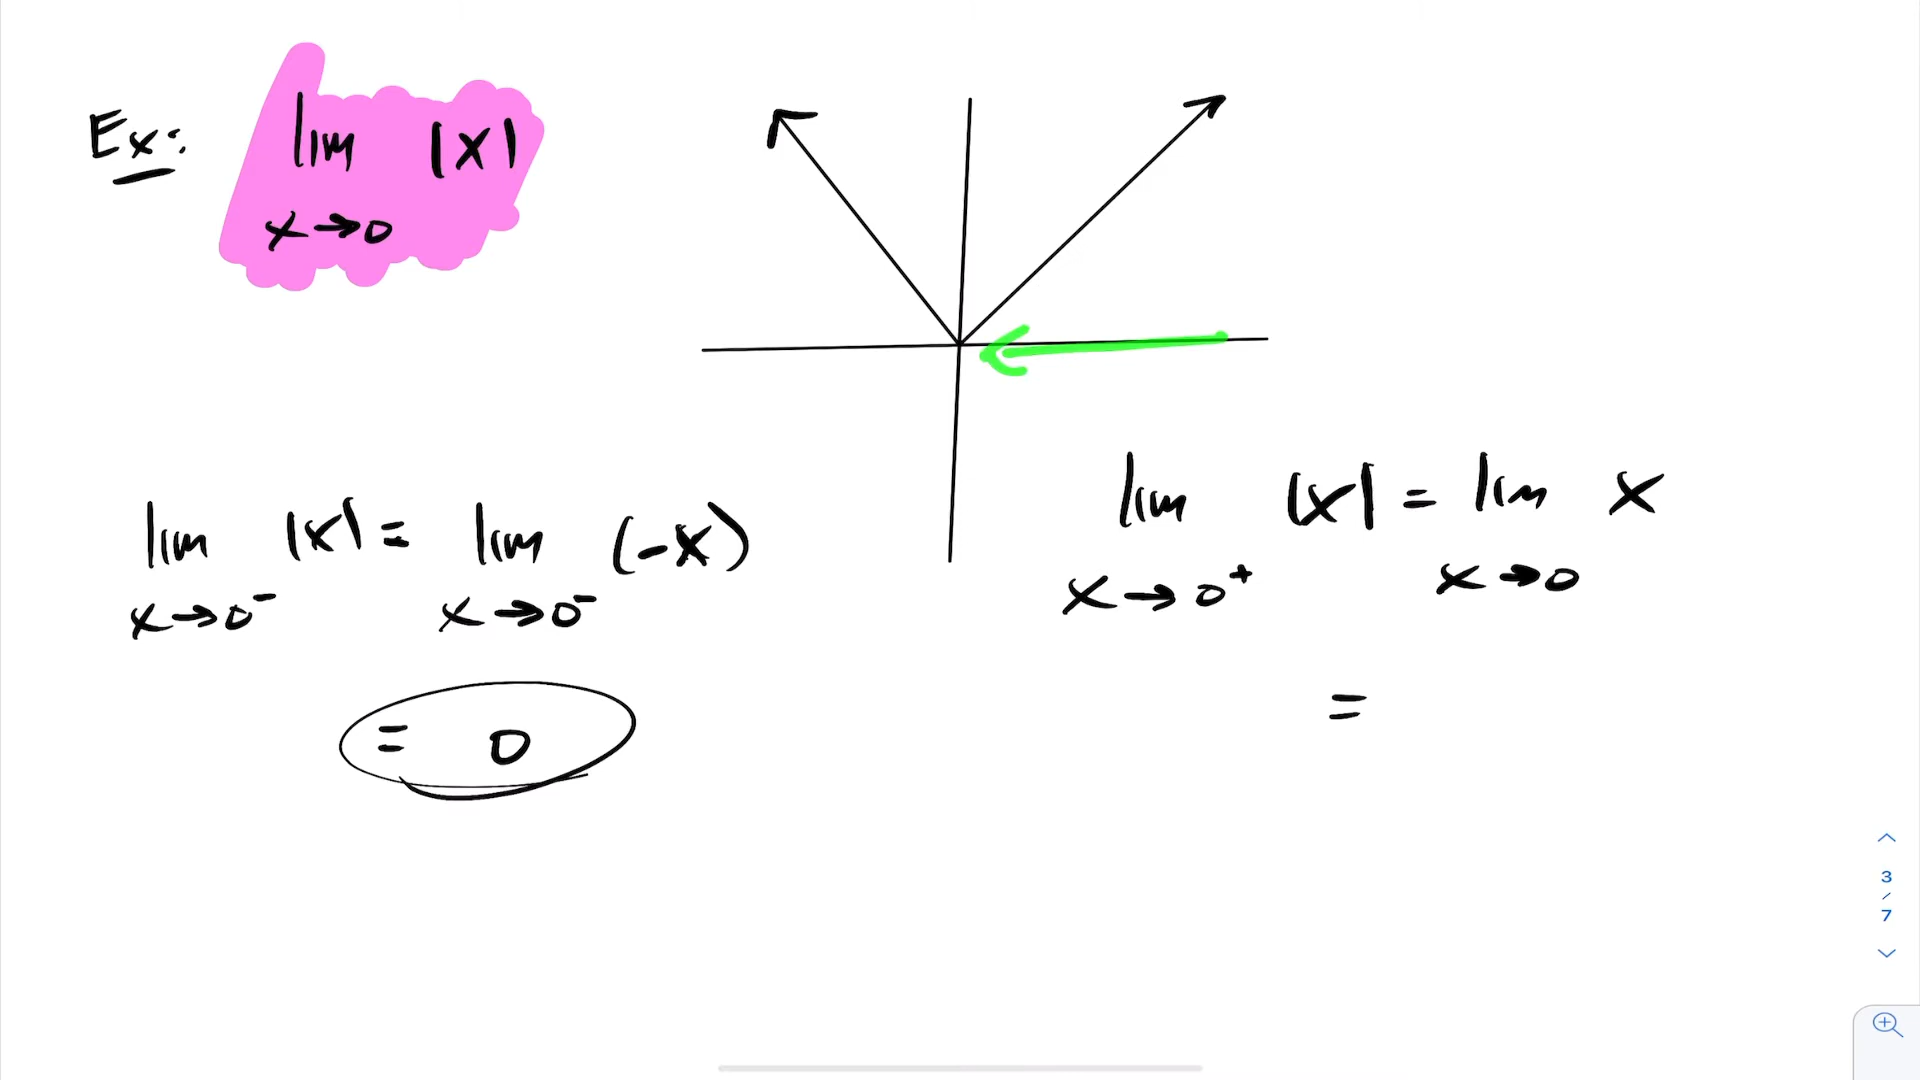 Ex: lim |x|
x→0
lim |x| = lim (-x)
x→0⁻ x→0⁻
= 0
lim |x| = lim x
x→0⁺ x→0
=
3
/
7